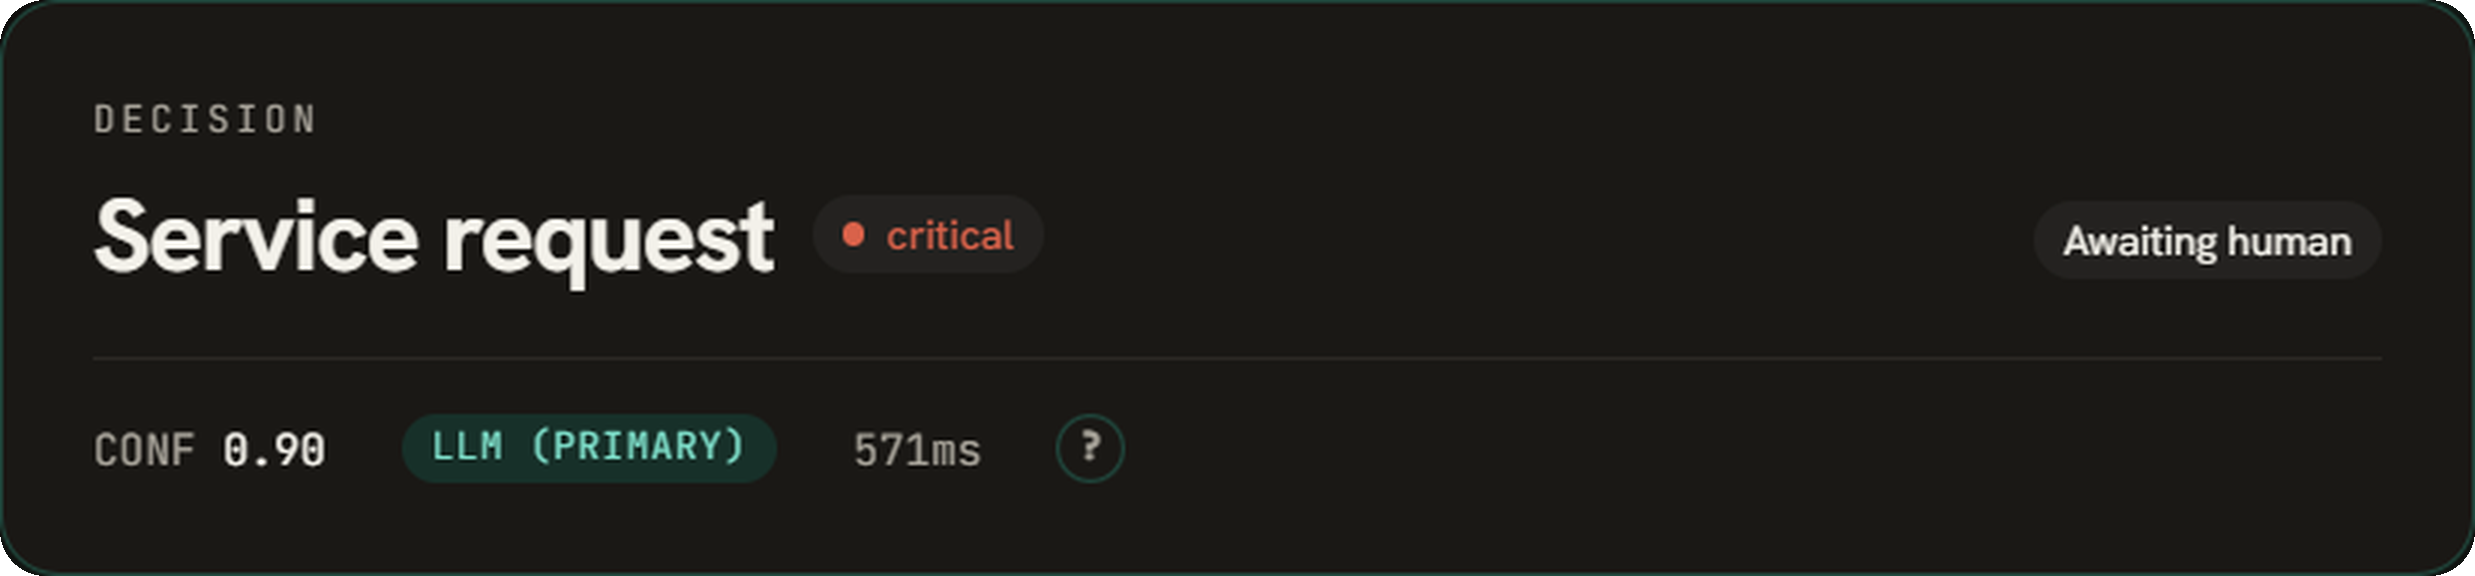 DECISION
Service request critical Awaiting human
CONF 0.90 LLM (PRIMARY) 571ms ?